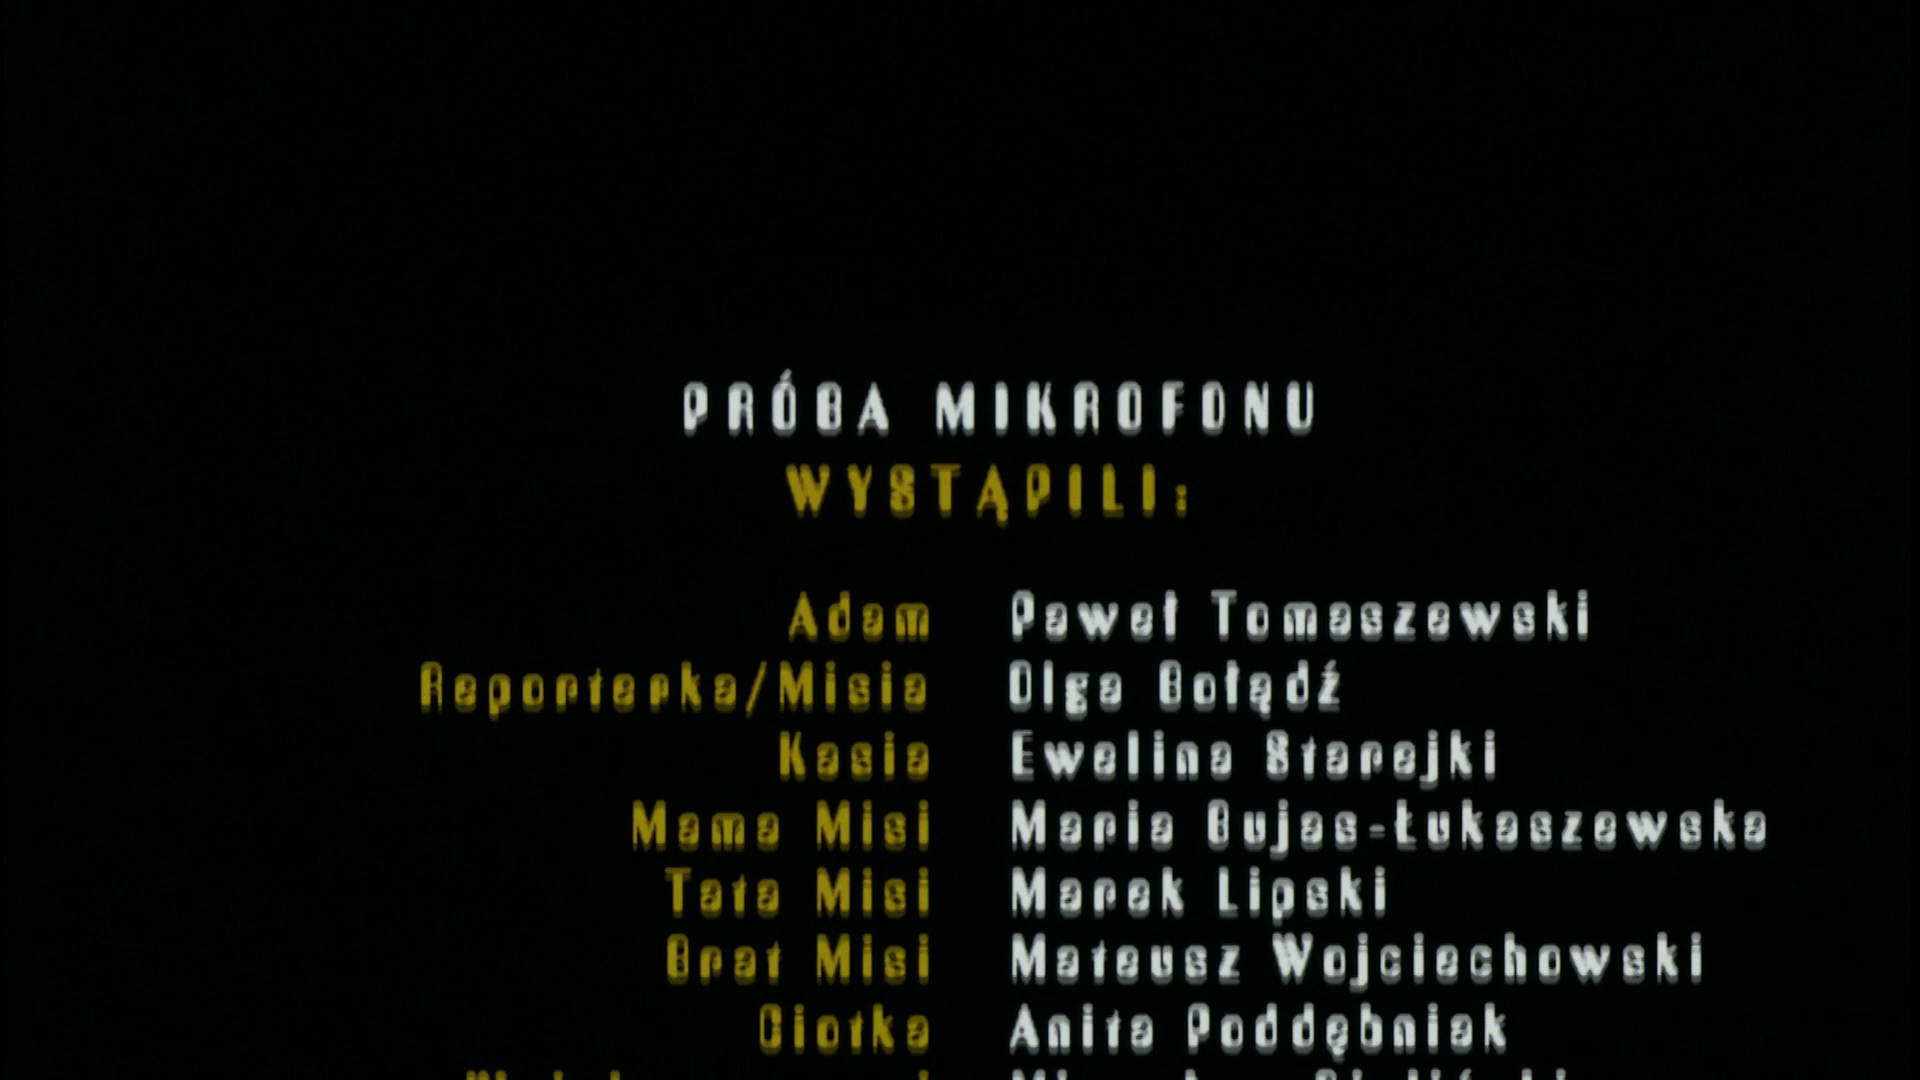 PRÓBA MIKROFONU
WYSTĄPILI:
Adam Paweł Tomaszewski
Reporterka/Misia Olga Bołądź
Kasia Ewelina Starejki
Mama Misi Maria Bujas-Łukaszewska
Tata Misi Marek Lipski
Brat Misi Mateusz Wojciechowski
Ciotka Anita Poddębniak